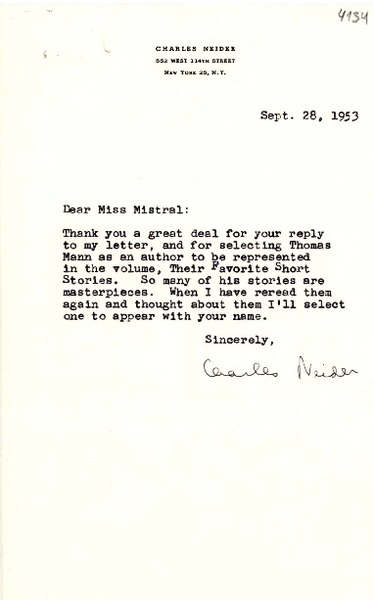 4134
CHARLES NEIDER
552 WEST 114TH STREET
NEW YORK 25, N.Y.
Sept. 28, 1953
Dear Miss Mistral:
Thank you a great deal for your reply
to my letter, and for selecting Thomas
Mann as an author to be represented
in the volume, Their Favorite Short
Stories. So many of his stories are
masterpieces. When I have reread them
again and thought about them I'll select
one to appear with your name.
Sincerely,
Charles Neider